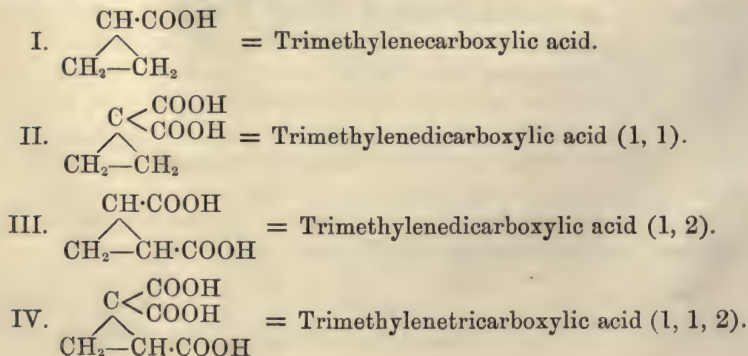 CH·COOH
I. = Trimethylenecarboxylic acid.
CH₂—CH₂
C<COOH
COOH
II. = Trimethylenedicarboxylic acid (1, 1).
CH₂—CH₂
CH·COOH
III. = Trimethylenedicarboxylic acid (1, 2).
CH₂—CH·COOH
C<COOH
COOH
IV. = Trimethylenetricarboxylic acid (1, 1, 2).
CH₂—CH·COOH